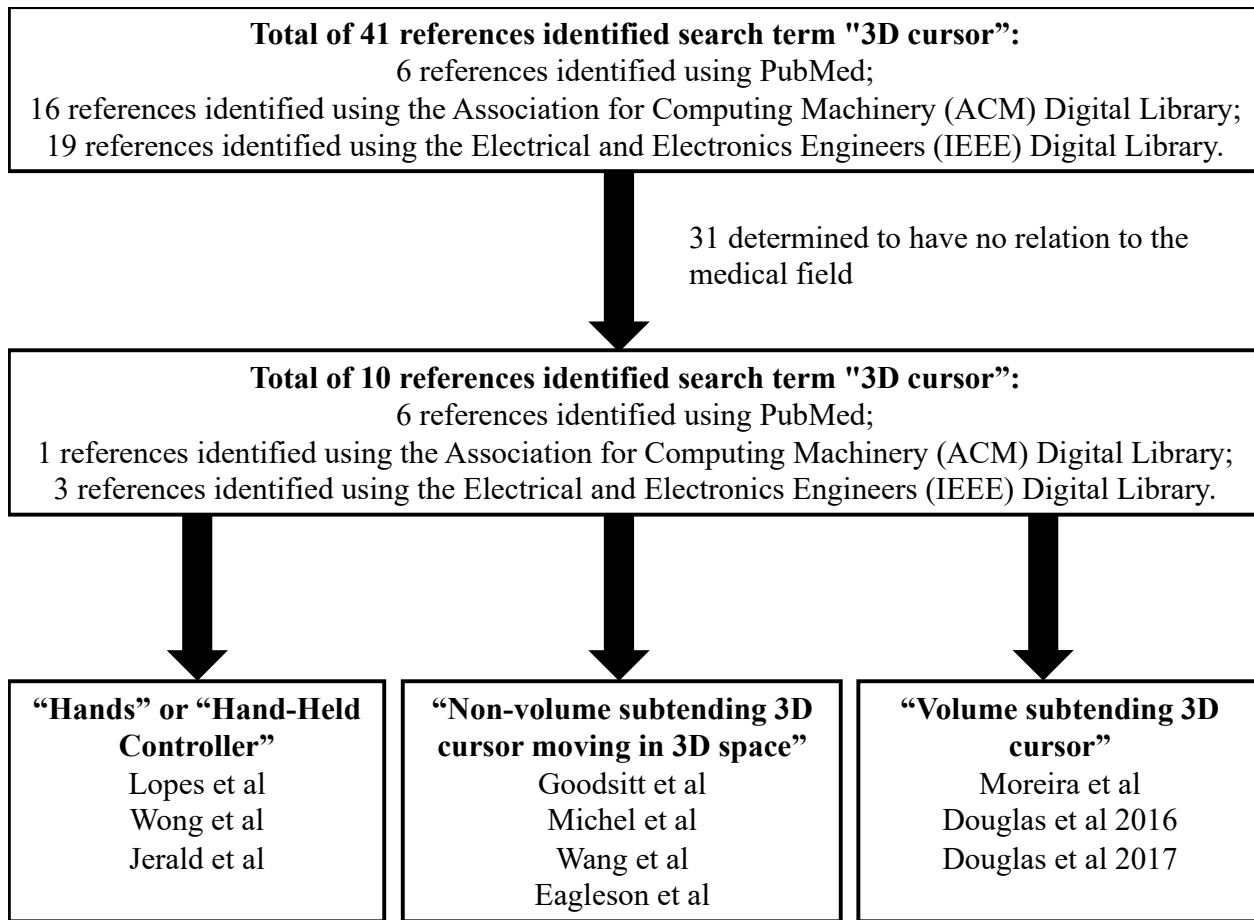 Total of 41 references identified search term "3D cursor”:
6 references identified using PubMed;
16 references identified using the Association for Computing Machinery (ACM) Digital Library;
19 references identified using the Electrical and Electronics Engineers (IEEE) Digital Library.
31 determined to have no relation to the
medical field
Total of 10 references identified search term "3D cursor”:
6 references identified using PubMed;
1 references identified using the Association for Computing Machinery (ACM) Digital Library;
3 references identified using the Electrical and Electronics Engineers (IEEE) Digital Library.
“Hands” or “Hand-Held
Controller”
Lopes et al
Wong et al
Jerald et al
“Non-volume subtending 3D
cursor moving in 3D space”
Goodsitt et al
Michel et al
Wang et al
Eagleson et al
“Volume subtending 3D
cursor”
Moreira et al
Douglas et al 2016
Douglas et al 2017